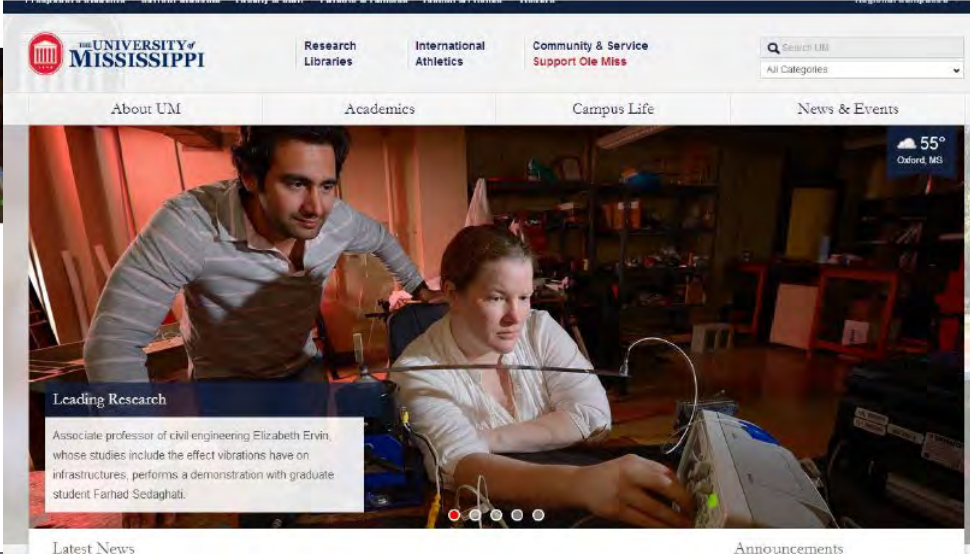 THE UNIVERSITY of
MISSISSIPPI
Research
Libraries
International
Athletics
Community & Service
Support Ole Miss
Search UM
All Categories
About UM
Academics
Campus Life
News & Events
55°
Oxford, MS
Leading Research
Associate professor of civil engineering Elizabeth Ervin,
whose studies include the effect vibrations have on
infrastructures, performs a demonstration with graduate
student Farhad Sedaghati.
Latest News
Announcements